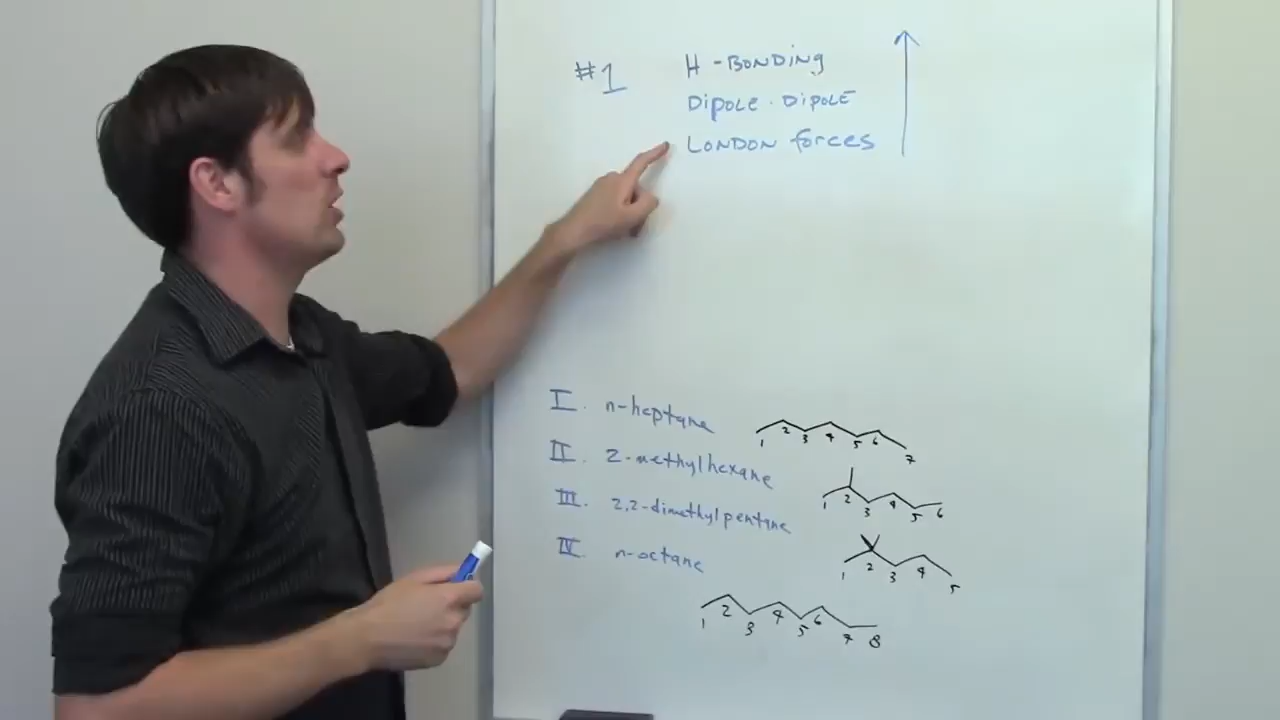 #1
H-BONDING
DIPOLE-DIPOLE
LONDON forces
I. n-heptane
1 2 3 4 5 6 7
II. 2-methylhexane
1 2 3 4 5 6
III. 2,2-dimethylpentane
1 2 3 4 5
IV. n-octane
1 2 3 4 5 6 7 8